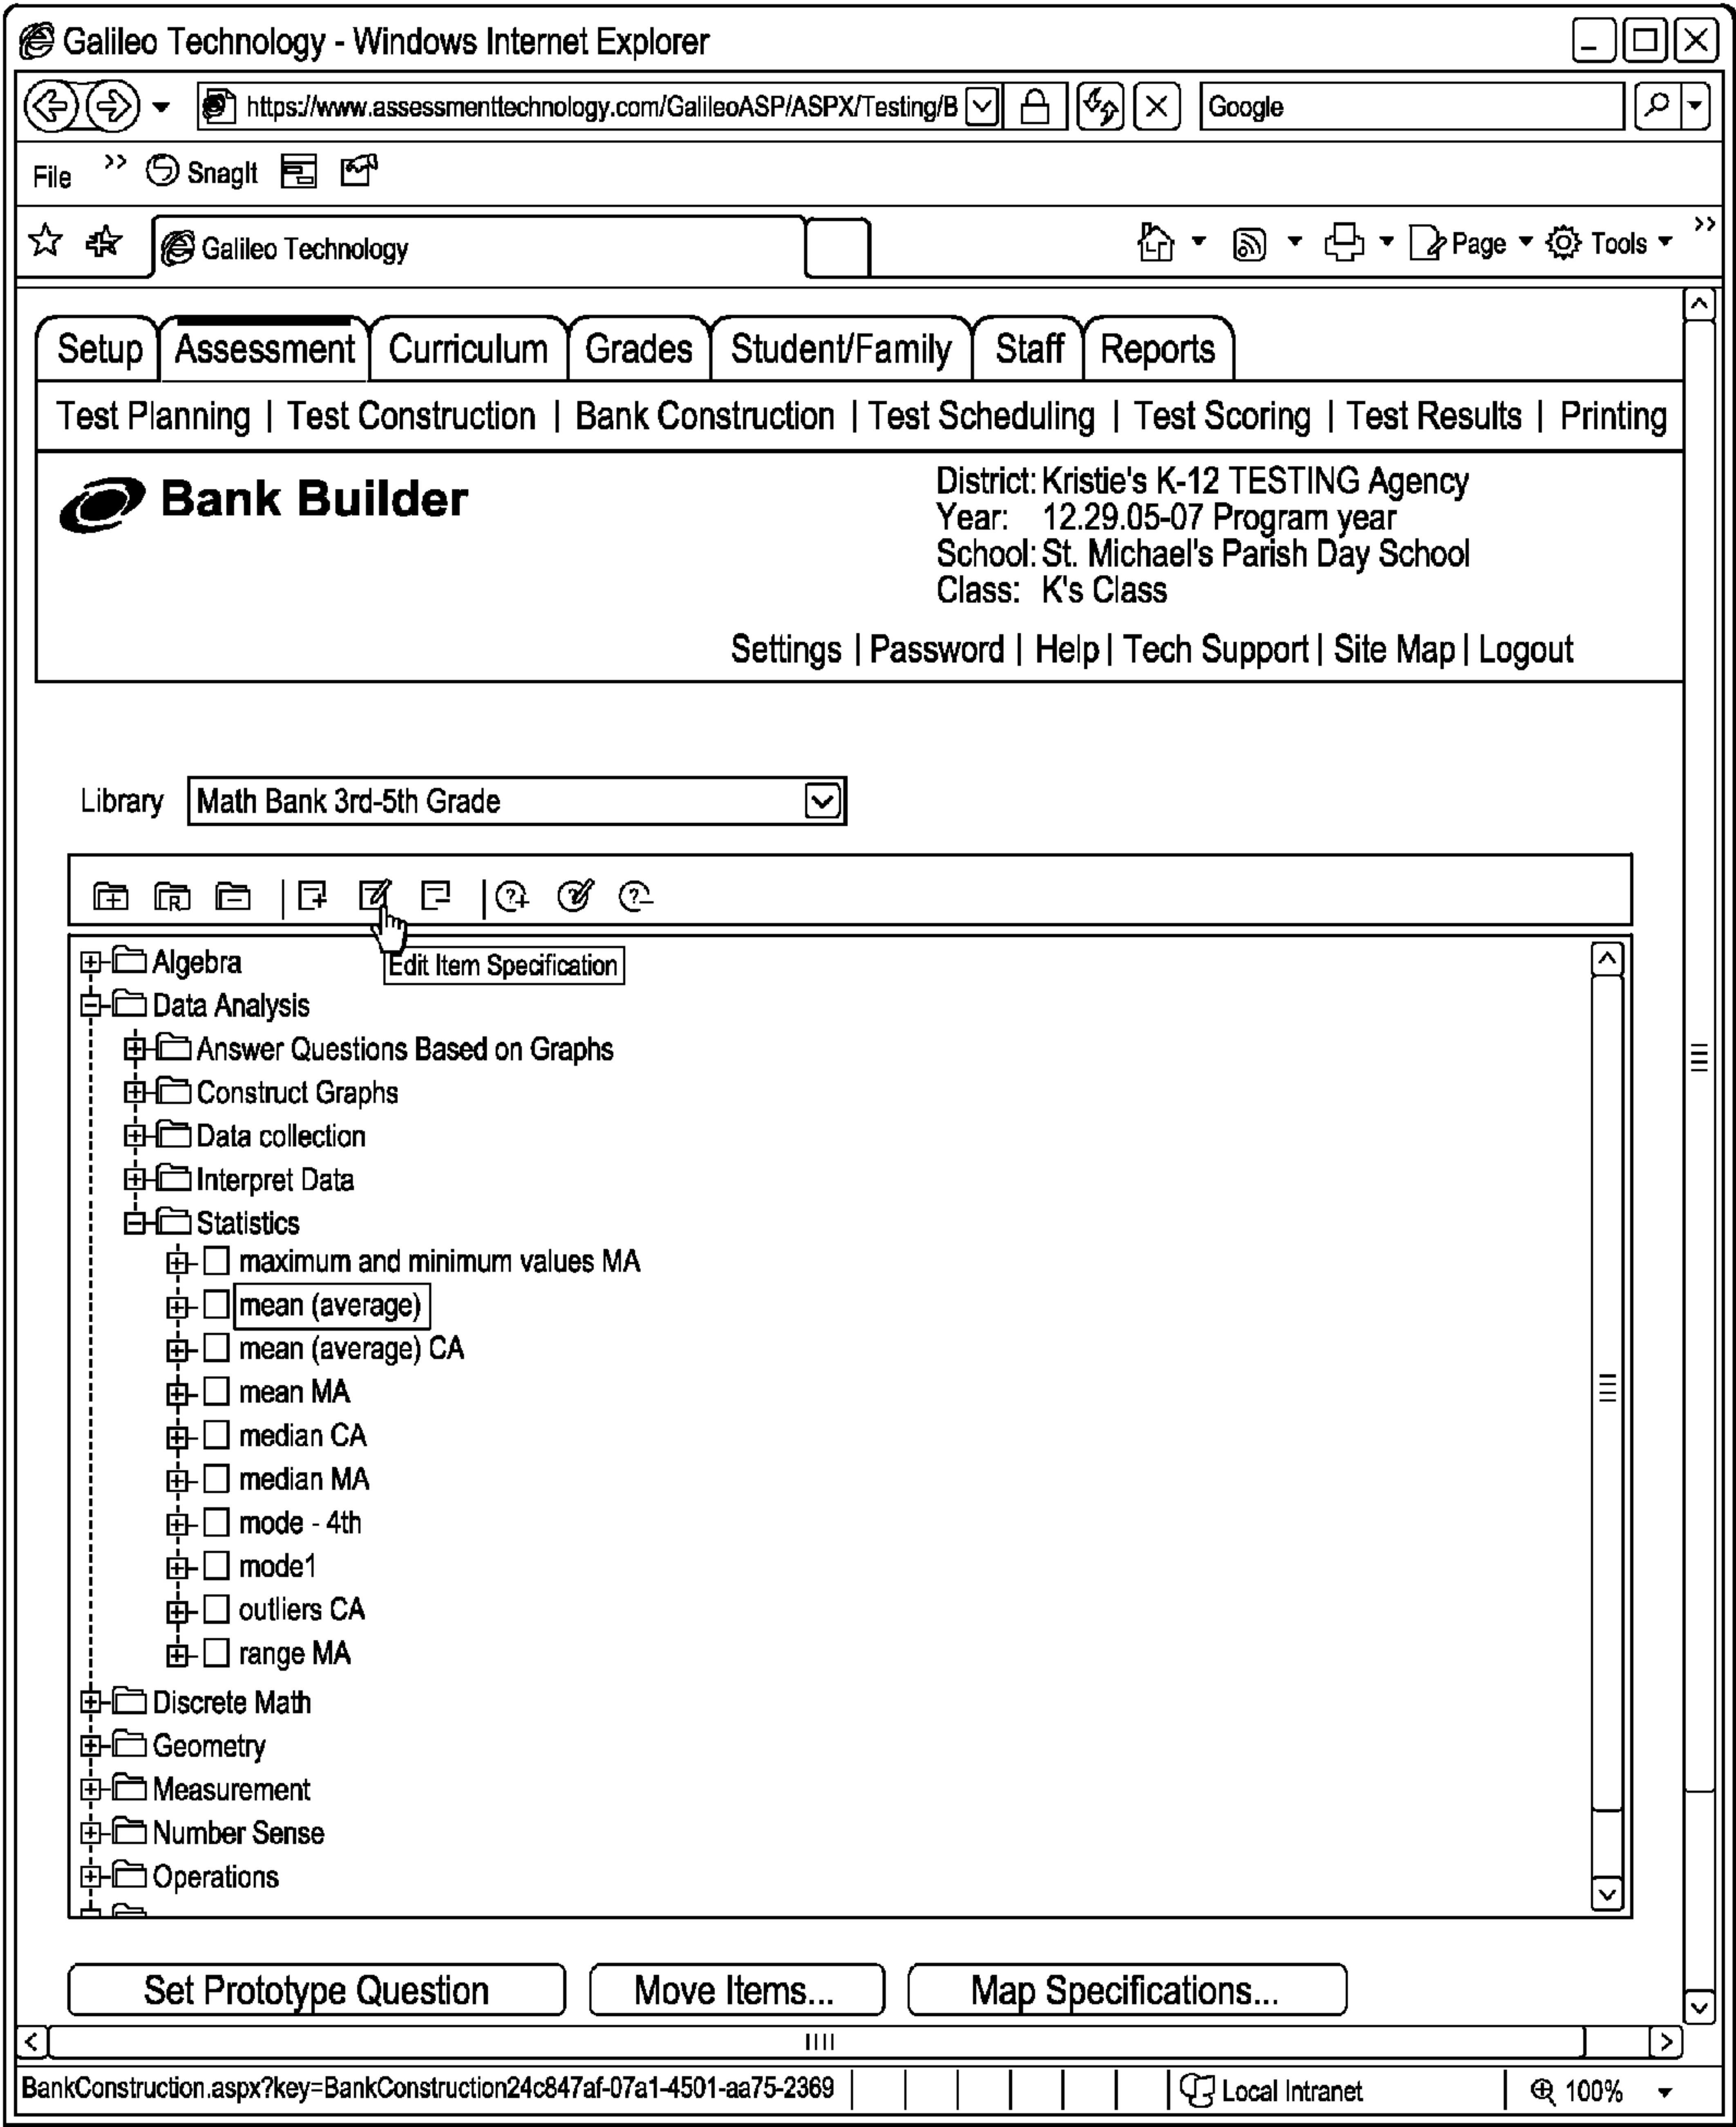 Galileo Technology - Windows Internet Explorer
https://www.assessmenttechnology.com/GalileoASP/ASPX/Testing/B
Google
File >> SnagIt
Galileo Technology
Page Tools >>
Setup Assessment Curriculum Grades Student/Family Staff Reports
Test Planning | Test Construction | Bank Construction | Test Scheduling | Test Scoring | Test Results | Printing
Bank Builder
District: Kristie's K-12 TESTING Agency
Year: 12.29.05-07 Program year
School: St. Michael's Parish Day School
Class: K's Class
Settings | Password | Help | Tech Support | Site Map | Logout
Library Math Bank 3rd-5th Grade
R ? ? ?
Algebra
Edit Item Specification
Data Analysis
Answer Questions Based on Graphs
Construct Graphs
Data collection
Interpret Data
Statistics
maximum and minimum values MA
mean (average)
mean (average) CA
mean MA
median CA
median MA
mode - 4th
mode1
outliers CA
range MA
Discrete Math
Geometry
Measurement
Number Sense
Operations
Set Prototype Question Move Items... Map Specifications...
BankConstruction.aspx?key=BankConstruction24c847af-07a1-4501-aa75-2369 Local Intranet 100%